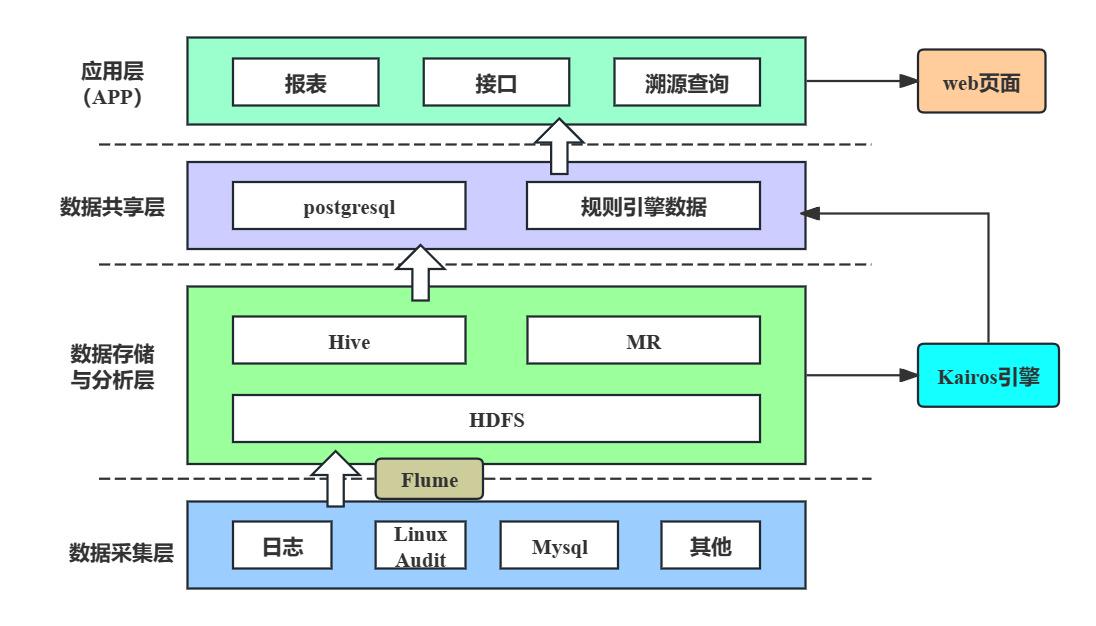 应用层
（APP）
报表
接口
溯源查询
web页面
数据共享层
postgresql
规则引擎数据
数据存储
与分析层
Hive
MR
HDFS
Kairos引擎
Flume
数据采集层
日志
Linux
Audit
Mysql
其他